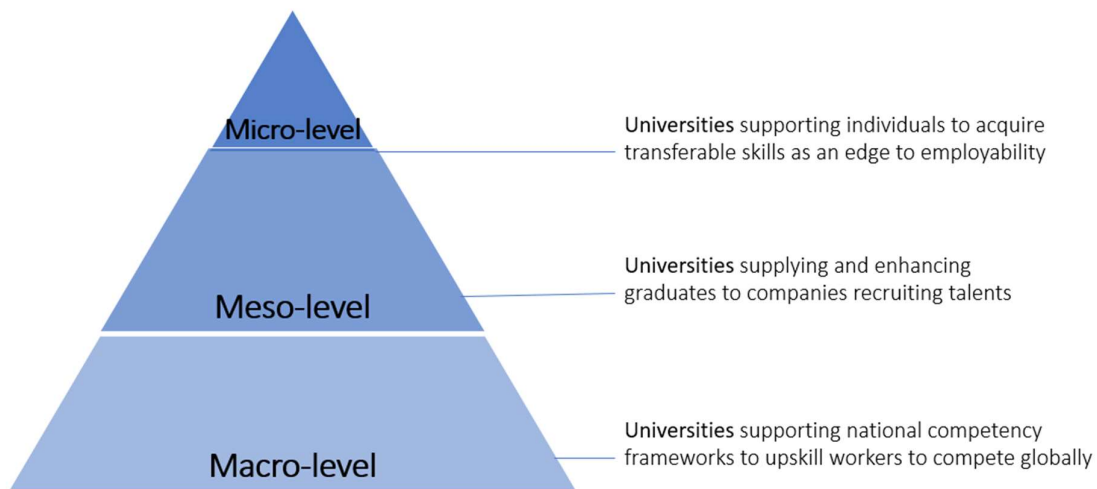 Micro-level
Universities supporting individuals to acquire
transferable skills as an edge to employability
Meso-level
Universities supplying and enhancing
graduates to companies recruiting talents
Macro-level
Universities supporting national competency
frameworks to upskill workers to compete globally